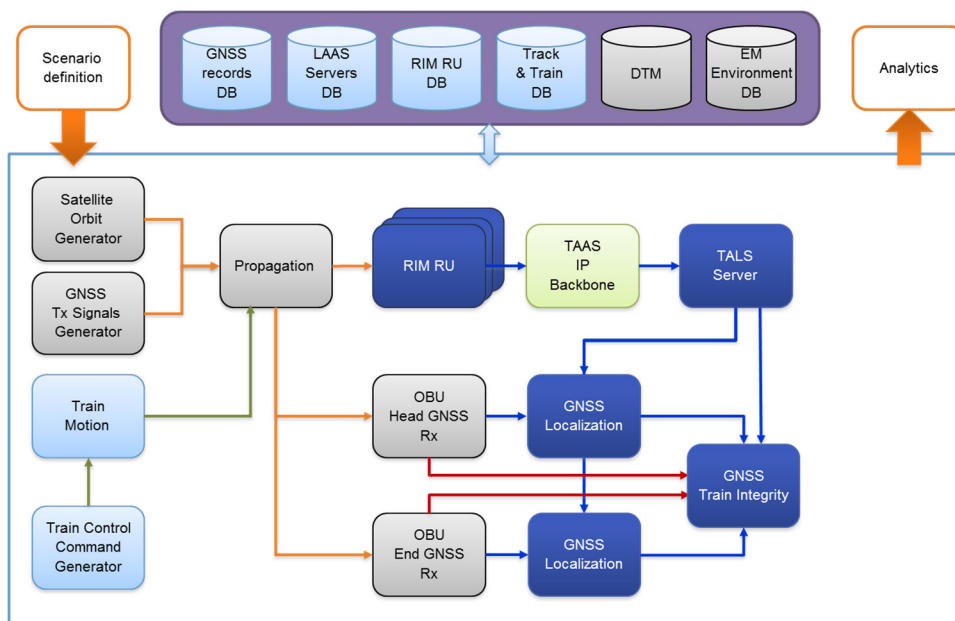 Scenario
definition
GNSS
records
DB
LAAS
Servers
DB
RIM RU
DB
Track
& Train
DB
DTM
EM
Environment
DB
Analytics
Satellite
Orbit
Generator
GNSS
Tx Signals
Generator
Propagation
RIM RU
TAAS
IP
Backbone
TALS
Server
Train
Motion
OBU
Head GNSS
Rx
GNSS
Localization
GNSS
Train Integrity
Train Control
Command
Generator
OBU
End GNSS
Rx
GNSS
Localization